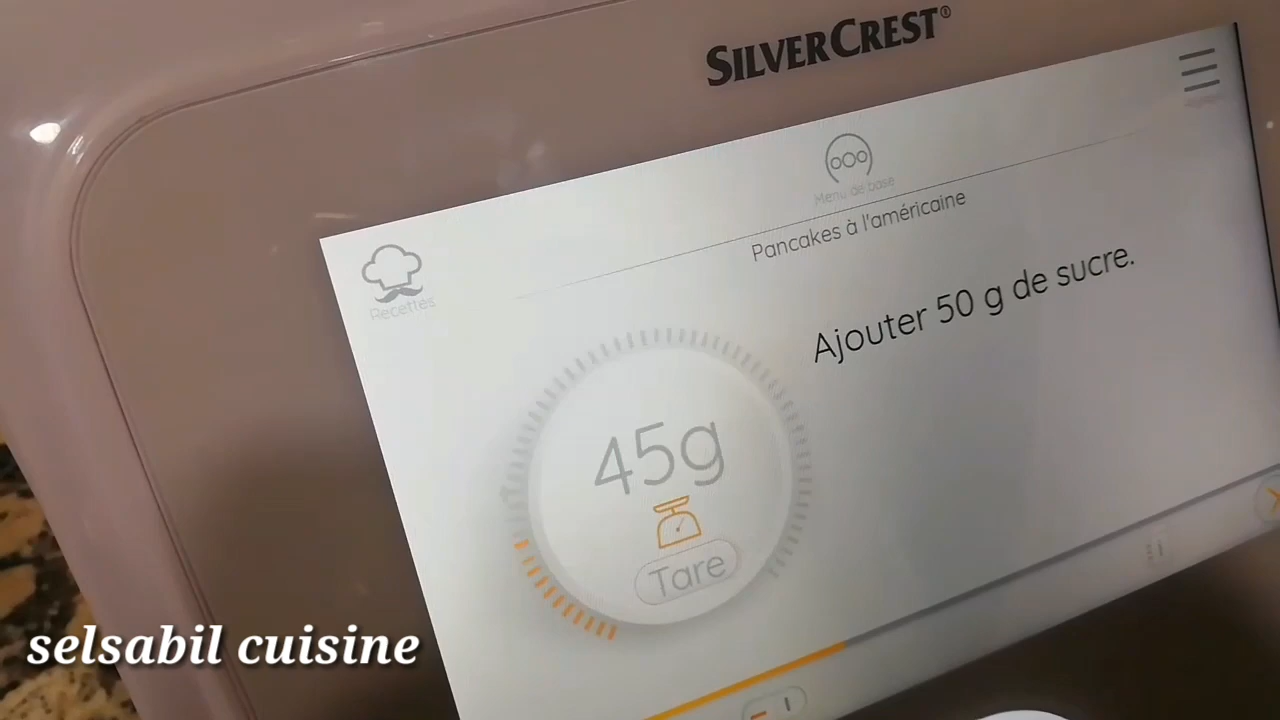 SILVERCREST®
Menu de base
Pancakes à l'américaine
Recettes
Ajouter 50 g de sucre.
45g
Tare
selsabil cuisine